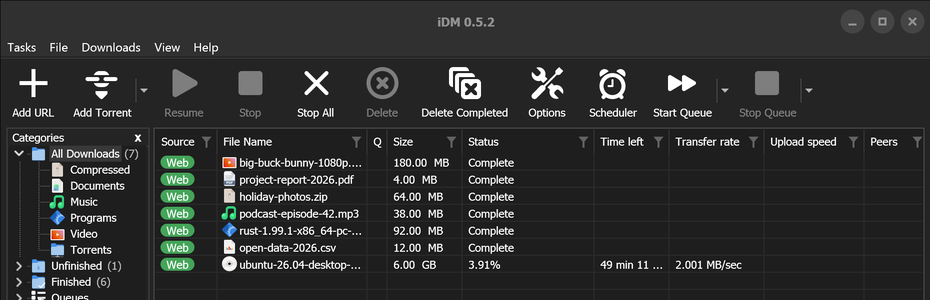 iDM 0.5.2
Tasks File Downloads View Help
Add URL Add Torrent Resume Stop Stop All Delete Delete Completed Options Scheduler Start Queue Stop Queue
Categories x
Source File Name Q Size Status Time left Transfer rate Upload speed Peers
All Downloads (7)
Compressed
Documents
Music
Programs
Video
Torrents
Unfinished (1)
Finished (6)
Queues
Web big-buck-bunny-1080p.... 180.00 MB Complete
Web project-report-2026.pdf 4.00 MB Complete
Web holiday-photos.zip 64.00 MB Complete
Web podcast-episode-42.mp3 38.00 MB Complete
Web rust-1.99.1-x86_64-pc-... 92.00 MB Complete
Web open-data-2026.csv 12.00 MB Complete
Web ubuntu-26.04-desktop-... 6.00 GB 3.91% 49 min 11 ... 2.001 MB/sec